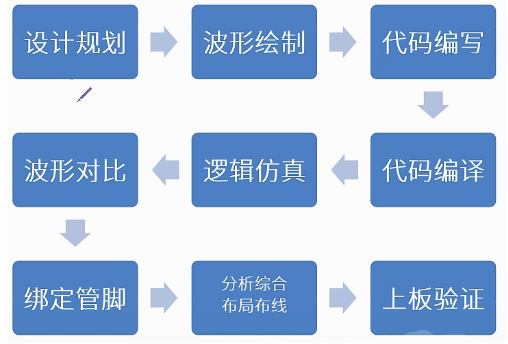 设计规划
波形绘制
代码编写
代码编译
逻辑仿真
波形对比
绑定管脚
分析综合
布局布线
上板验证